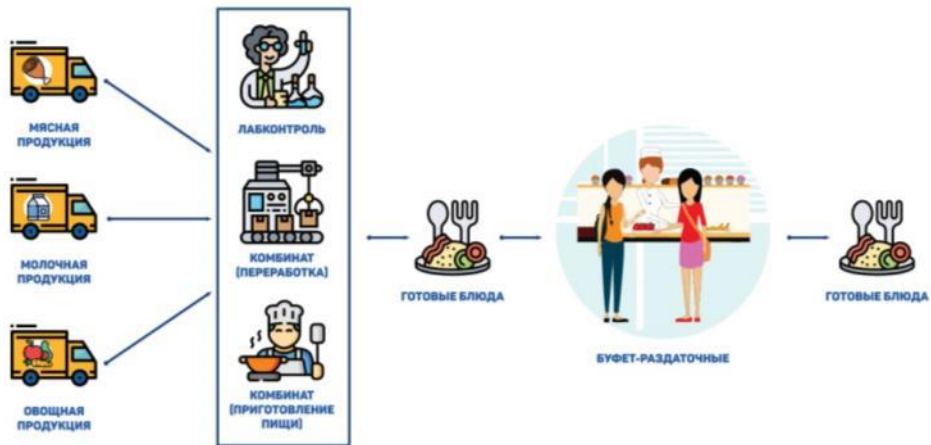 МЯСНАЯ
ПРОДУКЦИЯ
МОЛОЧНАЯ
ПРОДУКЦИЯ
ОВОЩНАЯ
ПРОДУКЦИЯ
ЛАБКОНТРОЛЬ
КОМБИНАТ
(ПЕРЕРАБОТКА)
КОМБИНАТ
(ПРИГОТОВЛЕНИЕ
ПИЩИ)
ГОТОВЫЕ БЛЮДА
БУФЕТ-РАЗДАТОЧНЫЕ
ГОТОВЫЕ БЛЮДА